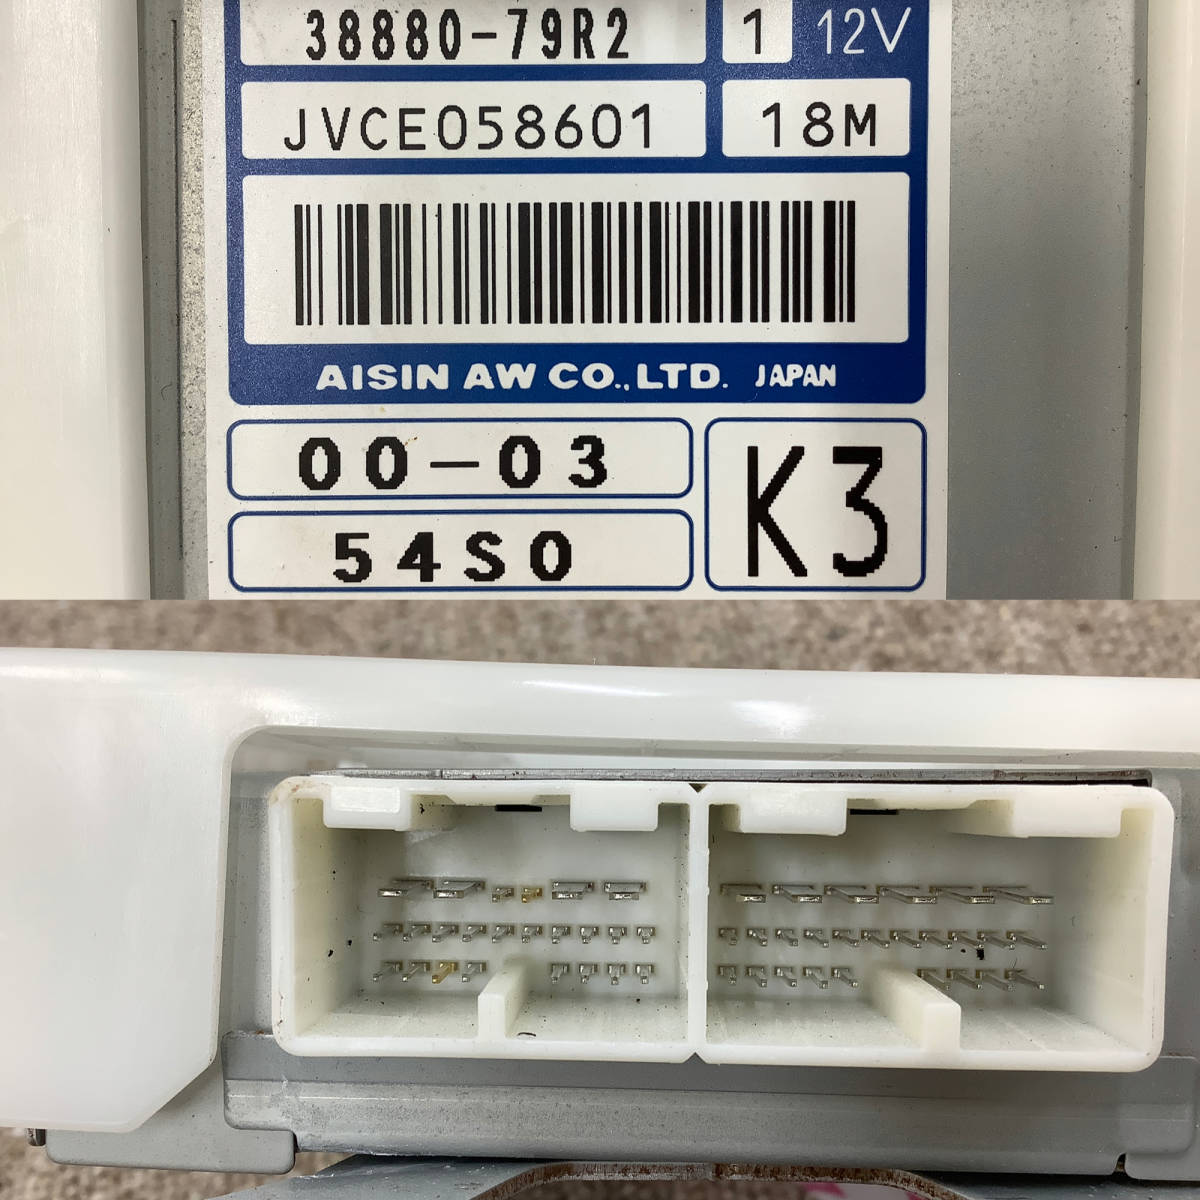 38880-79R2 1 12V
JVCE058601 18M
AISIN AW CO.,LTD. JAPAN
00-03
54S0
K3